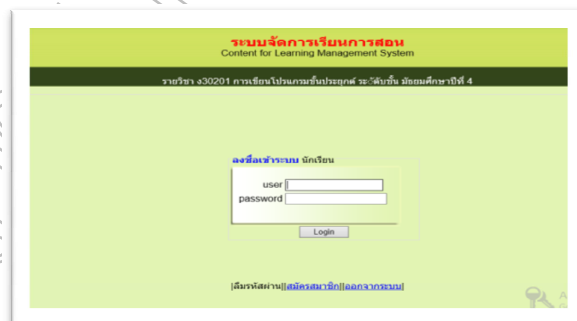 ระบบจัดการเรียนการสอน
Content for Learning Management System
รายวิชา ง30201 การเขียนโปรแกรมขั้นประยุกต์ ระดับชั้น มัธยมศึกษาปีที่ 4
ลงชื่อเข้าระบบ นักเรียน
user
password
Login
|ลืมรหัสผ่าน||สมัครสมาชิก||ออกจากระบบ|